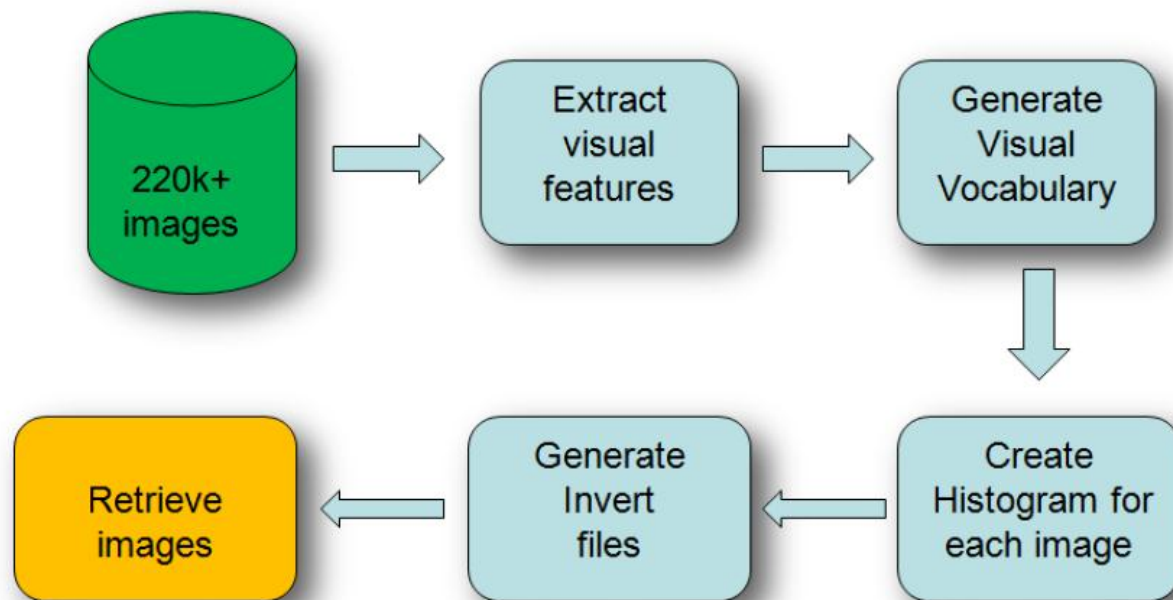 220k+
images
Extract
visual
features
Generate
Visual
Vocabulary
Create
Histogram for
each image
Generate
Invert
files
Retrieve
images